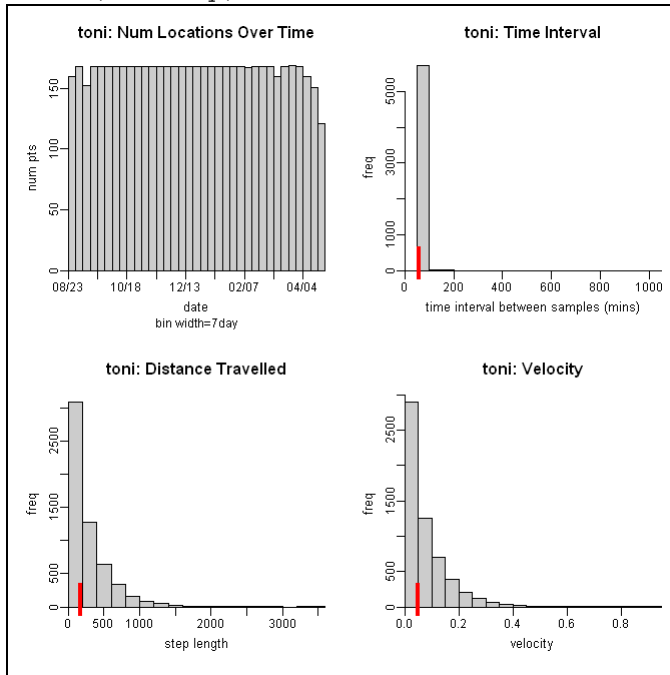 toni: Num Locations Over Time
num pts
0 50 100 150
08/23 10/18 12/13 02/07 04/04
date
bin width=7day
toni: Time Interval
freq
0 1000 3000 5000
0 200 400 600 800 1000
time interval between samples (mins)
toni: Distance Travelled
freq
0 500 1500 2500
0 500 1000 2000 3000
step length
toni: Velocity
freq
0 500 1500 2500
0.0 0.2 0.4 0.6 0.8
velocity